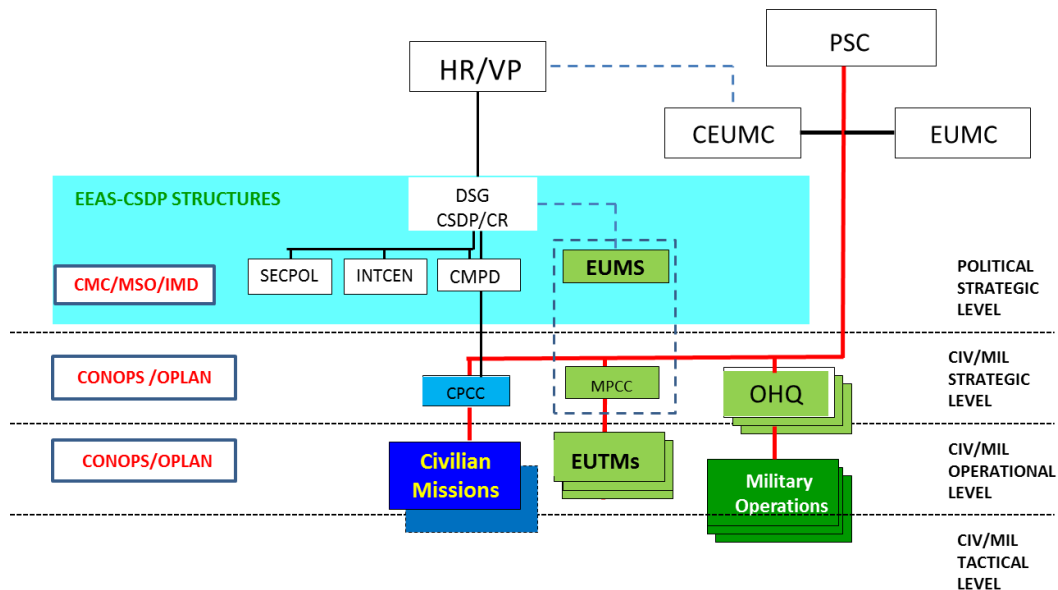 PSC
HR/VP
CEUMC
EUMC
EEAS-CSDP STRUCTURES
DSG
CSDP/CR
SECPOL
INTCEN
CMPD
EUMS
CMC/MSO/IMD
POLITICAL
STRATEGIC
LEVEL
CONOPS /OPLAN
CPCC
MPCC
OHQ
CIV/MIL
STRATEGIC
LEVEL
CONOPS/OPLAN
Civilian
Missions
EUTMs
Military
Operations
CIV/MIL
OPERATIONAL
LEVEL
CIV/MIL
TACTICAL
LEVEL